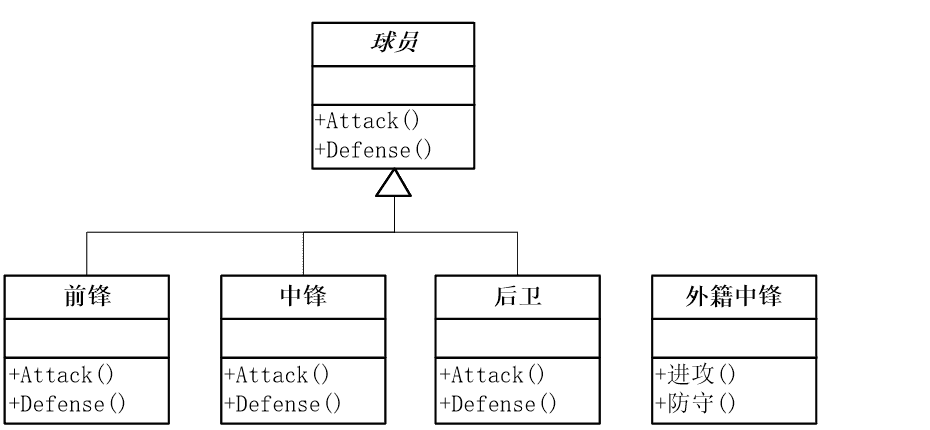 球员
+Attack()
+Defense()
前锋
+Attack()
+Defense()
中锋
+Attack()
+Defense()
后卫
+Attack()
+Defense()
外籍中锋
+进攻()
+防守()